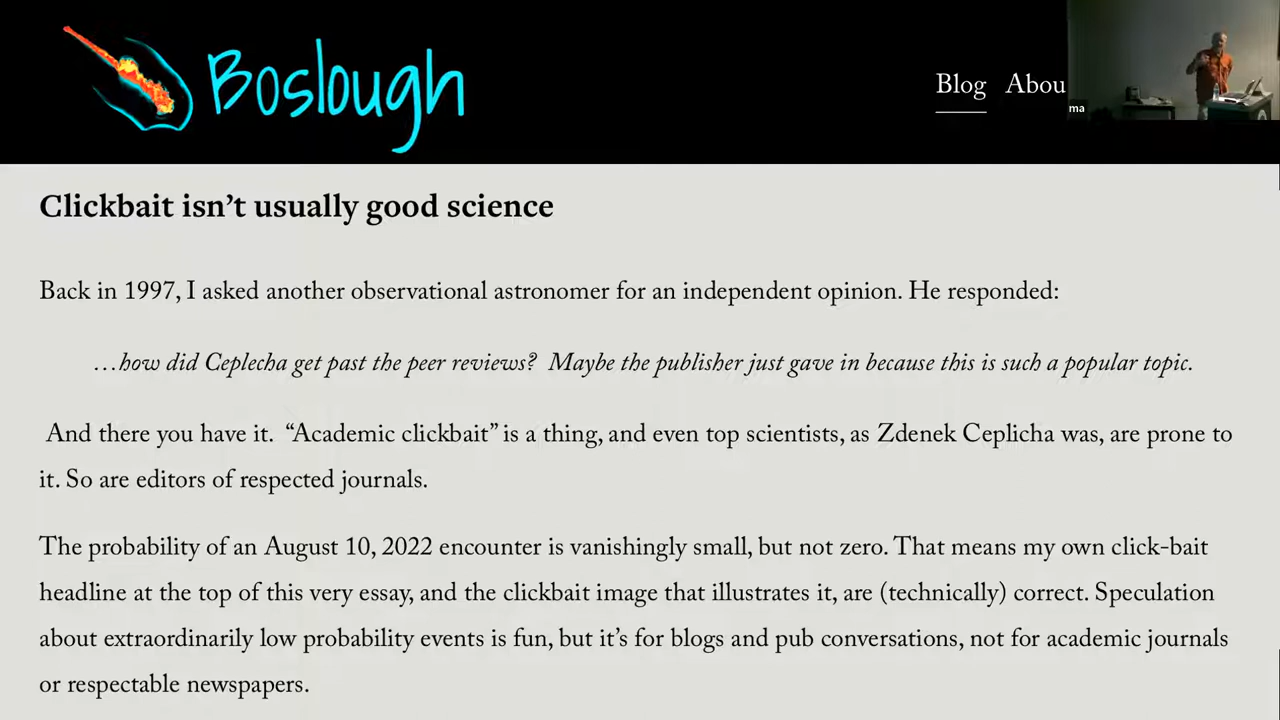 Boslough
Blog Abou
ma
Clickbait isn’t usually good science
Back in 1997, I asked another observational astronomer for an independent opinion. He responded:
…how did Ceplecha get past the peer reviews?  Maybe the publisher just gave in because this is such a popular topic.
And there you have it.  “Academic clickbait” is a thing, and even top scientists, as Zdenek Ceplicha was, are prone to
it. So are editors of respected journals.
The probability of an August 10, 2022 encounter is vanishingly small, but not zero. That means my own click-bait
headline at the top of this very essay, and the clickbait image that illustrates it, are (technically) correct. Speculation
about extraordinarily low probability events is fun, but it’s for blogs and pub conversations, not for academic journals
or respectable newspapers.